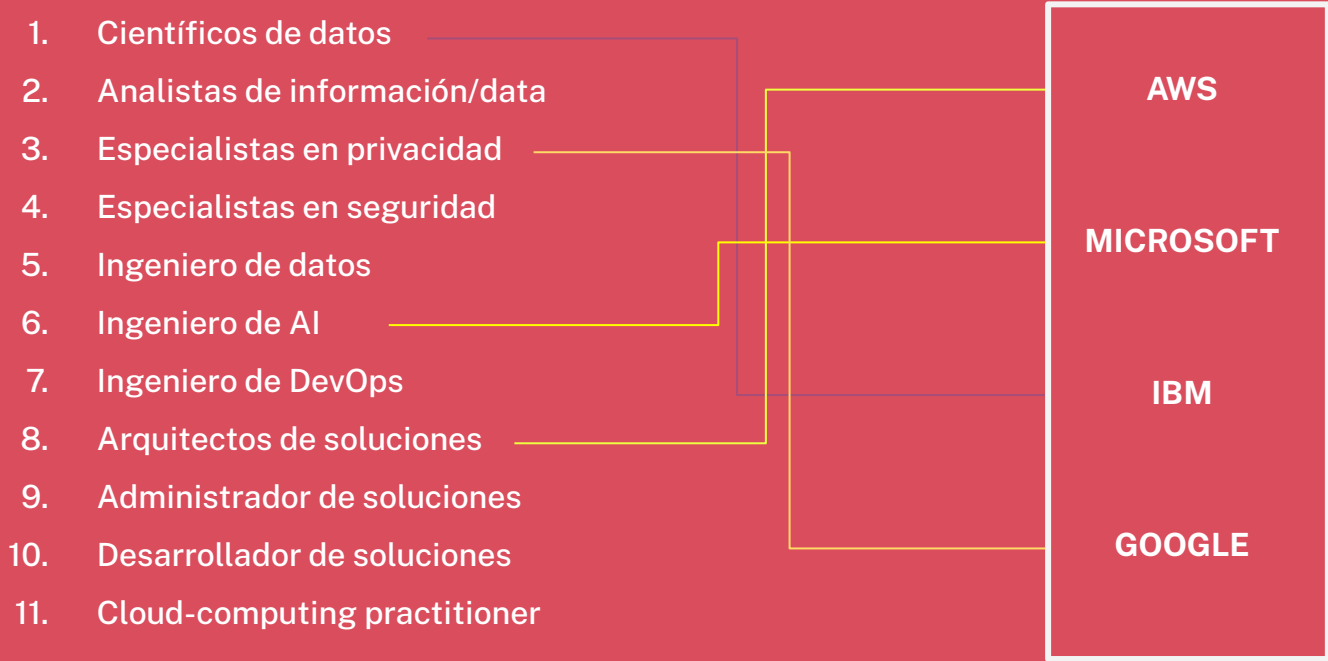 1. Científicos de datos
2. Analistas de información/data
3. Especialistas en privacidad
4. Especialistas en seguridad
5. Ingeniero de datos
6. Ingeniero de AI
7. Ingeniero de DevOps
8. Arquitectos de soluciones
9. Administrador de soluciones
10. Desarrollador de soluciones
11. Cloud-computing practitioner
AWS
MICROSOFT
IBM
GOOGLE